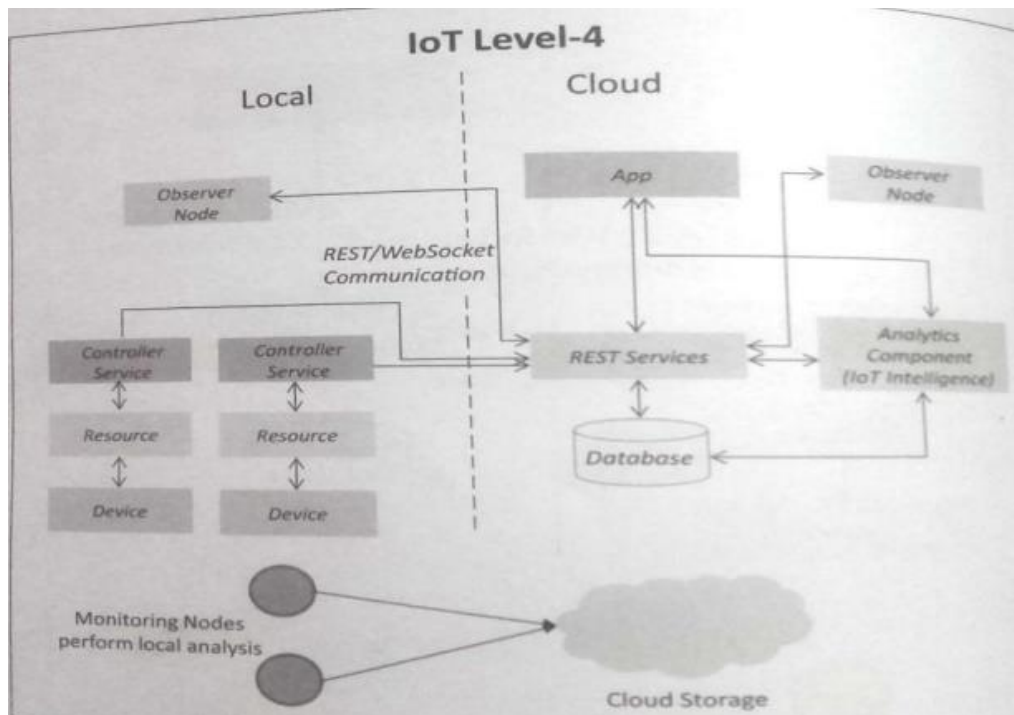 IoT Level-4
Local
Cloud
Observer
Node
App
Observer
Node
REST/WebSocket
Communication
Controller
Service
Controller
Service
REST Services
Analytics
Component
(IoT Intelligence)
Resource
Resource
Database
Device
Device
Monitoring Nodes
perform local analysis
Cloud Storage